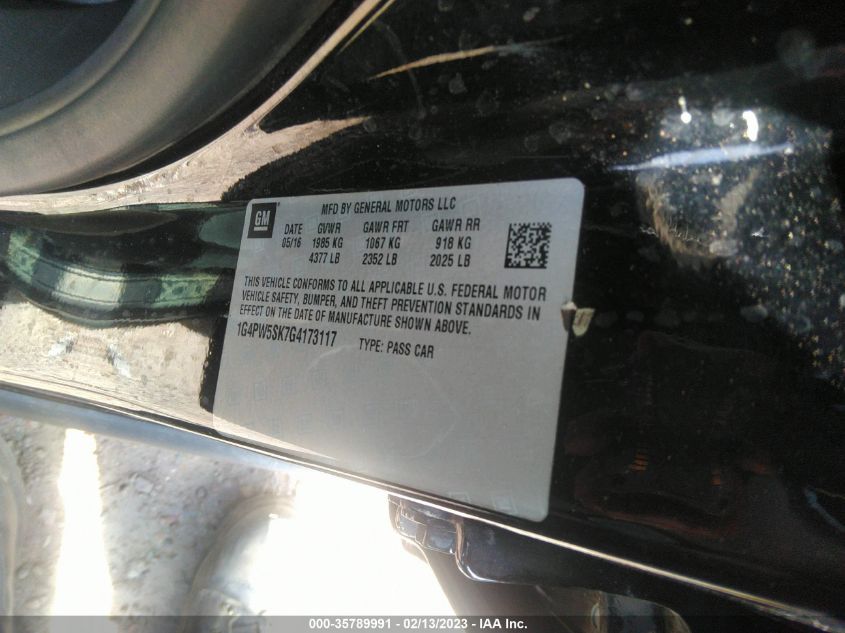 GM
MFD BY GENERAL MOTORS LLC
DATE GVWR GAWR FRT GAWR RR
05/16 1985 KG 1067 KG 918 KG
4377 LB 2352 LB 2025 LB
THIS VEHICLE CONFORMS TO ALL APPLICABLE U.S. FEDERAL MOTOR
VEHICLE SAFETY, BUMPER, AND THEFT PREVENTION STANDARDS IN
EFFECT ON THE DATE OF MANUFACTURE SHOWN ABOVE.
1G4PW5SK7G4173117 TYPE: PASS CAR
000-35789991 - 02/13/2023 - IAA Inc.